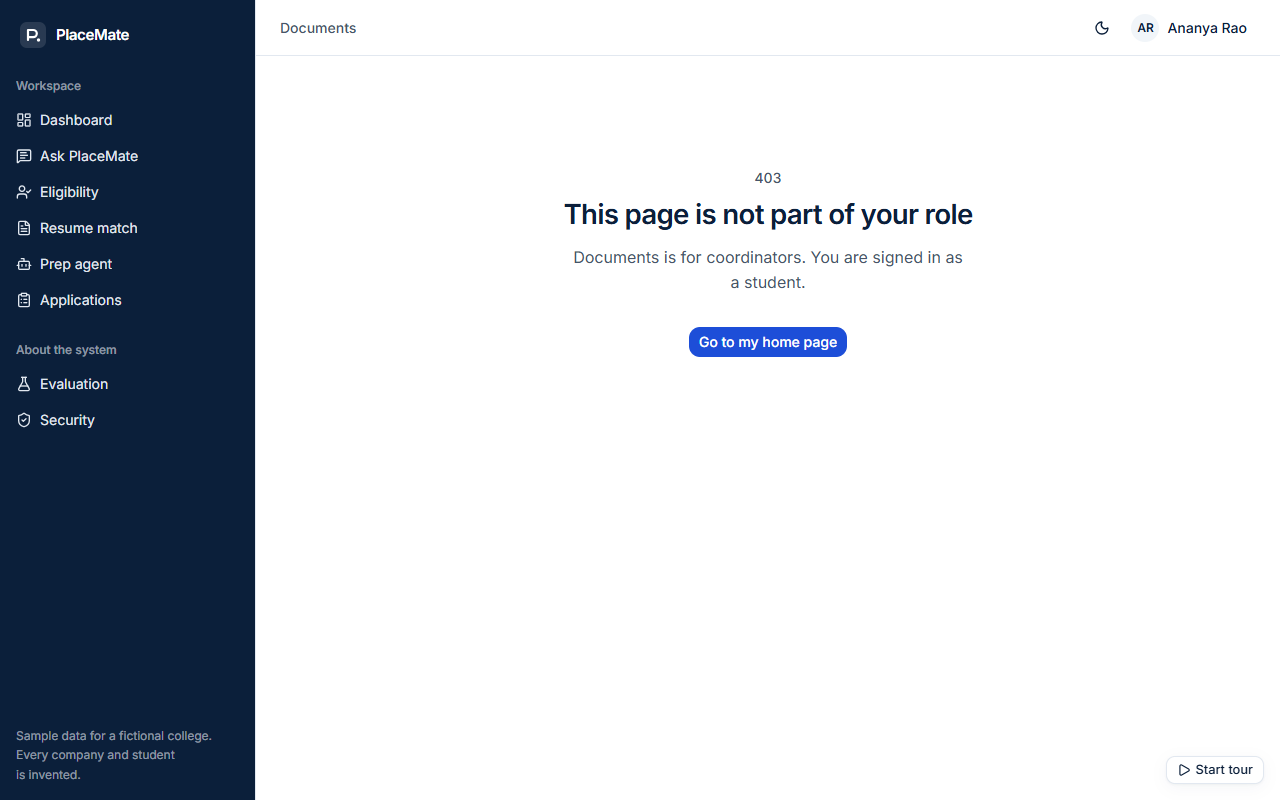 P.
PlaceMate
Workspace
Dashboard
Ask PlaceMate
Eligibility
Resume match
Prep agent
Applications
About the system
Evaluation
Security
Sample data for a fictional college.
Every company and student
is invented.
Documents
AR
Ananya Rao
403
This page is not part of your role
Documents is for coordinators. You are signed in as
a student.
Go to my home page
Start tour